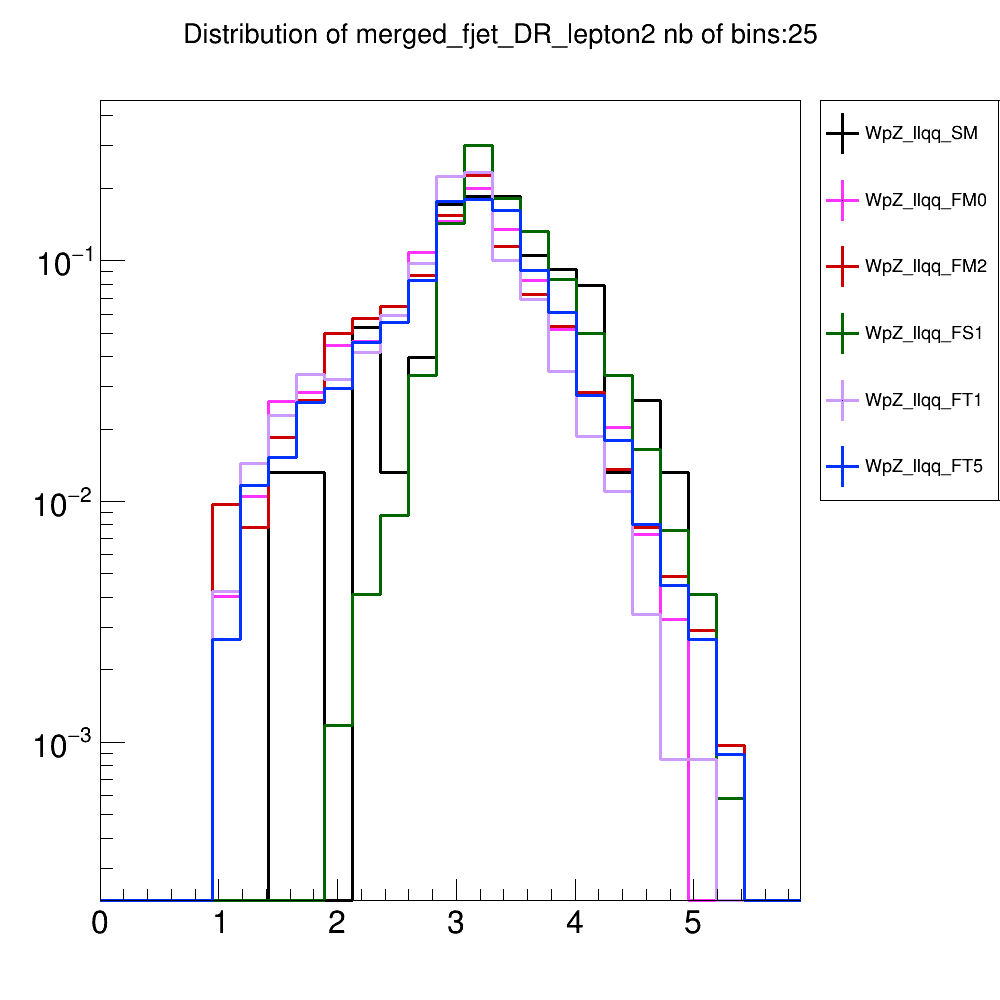 Distribution of merged_fjet_DR_lepton2 nb of bins:25
WpZ_llqq_SM
WpZ_llqq_FM0
WpZ_llqq_FM2
WpZ_llqq_FS1
WpZ_llqq_FT1
WpZ_llqq_FT5
10⁻¹
10⁻²
10⁻³
0 1 2 3 4 5